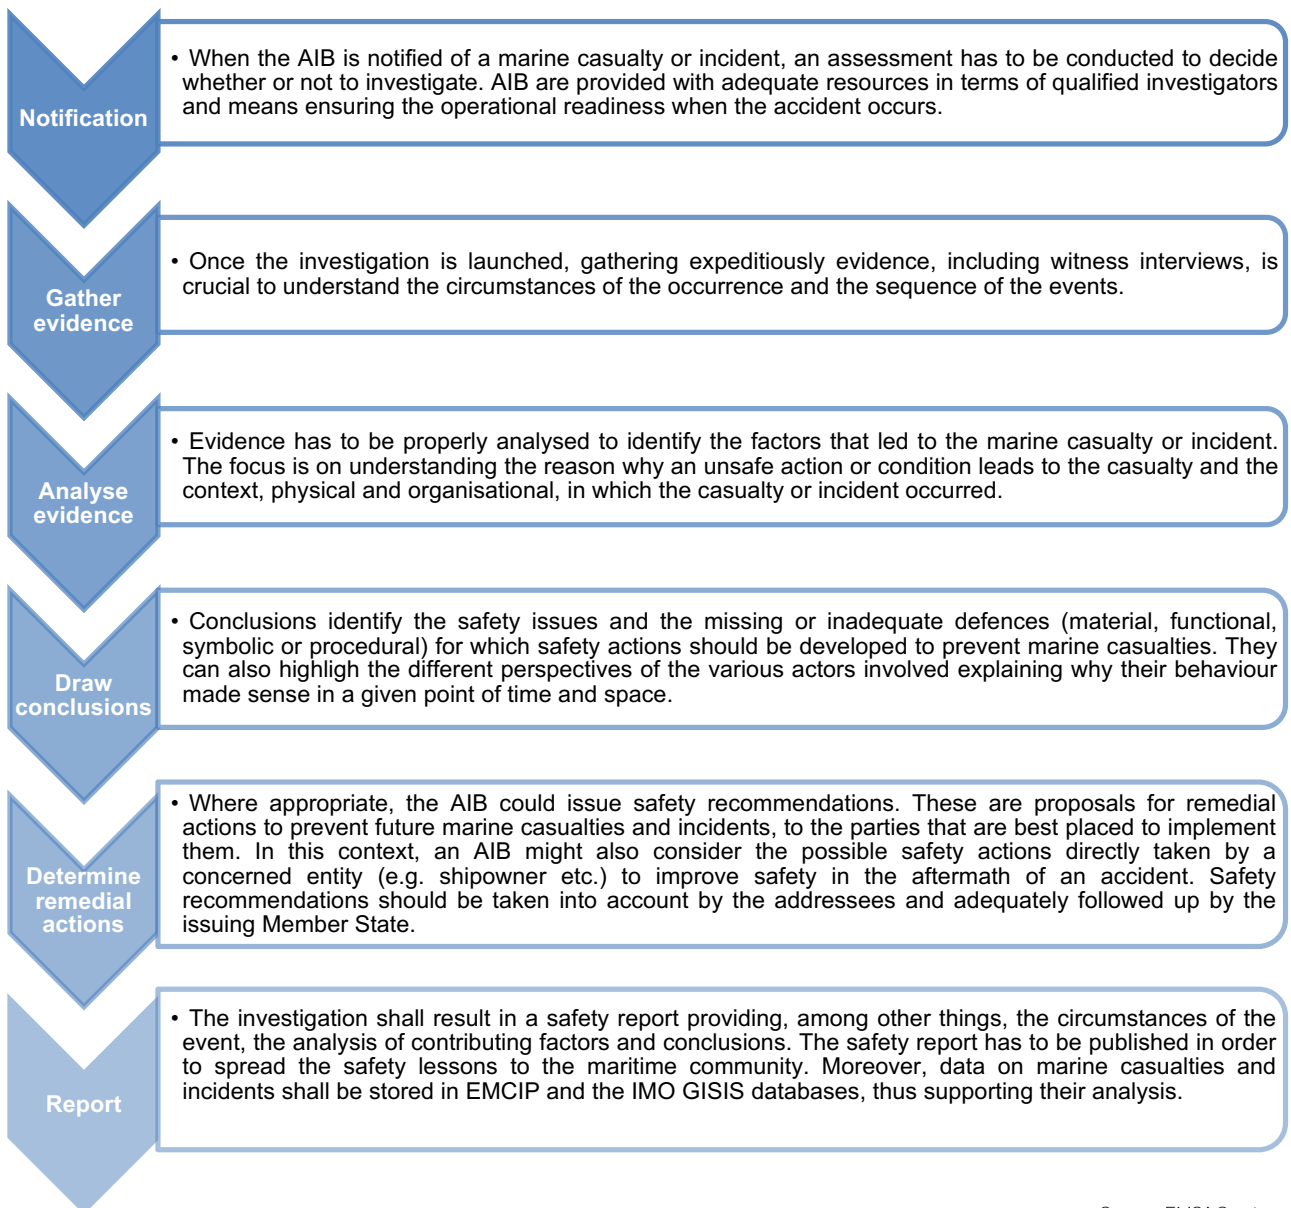 Notification
• When the AIB is notified of a marine casualty or incident, an assessment has to be conducted to decide
whether or not to investigate. AIB are provided with adequate resources in terms of qualified investigators
and means ensuring the operational readiness when the accident occurs.
Gather
evidence
• Once the investigation is launched, gathering expeditiously evidence, including witness interviews, is
crucial to understand the circumstances of the occurrence and the sequence of the events.
Analyse
evidence
• Evidence has to be properly analysed to identify the factors that led to the marine casualty or incident.
The focus is on understanding the reason why an unsafe action or condition leads to the casualty and the
context, physical and organisational, in which the casualty or incident occurred.
Draw
conclusions
• Conclusions identify the safety issues and the missing or inadequate defences (material, functional,
symbolic or procedural) for which safety actions should be developed to prevent marine casualties. They
can also highligh the different perspectives of the various actors involved explaining why their behaviour
made sense in a given point of time and space.
Determine
remedial
actions
• Where appropriate, the AIB could issue safety recommendations. These are proposals for remedial
actions to prevent future marine casualties and incidents, to the parties that are best placed to implement
them. In this context, an AIB might also consider the possible safety actions directly taken by a
concerned entity (e.g. shipowner etc.) to improve safety in the aftermath of an accident. Safety
recommendations should be taken into account by the addressees and adequately followed up by the
issuing Member State.
Report
• The investigation shall result in a safety report providing, among other things, the circumstances of the
event, the analysis of contributing factors and conclusions. The safety report has to be published in order
to spread the safety lessons to the maritime community. Moreover, data on marine casualties and
incidents shall be stored in EMCIP and the IMO GISIS databases, thus supporting their analysis.